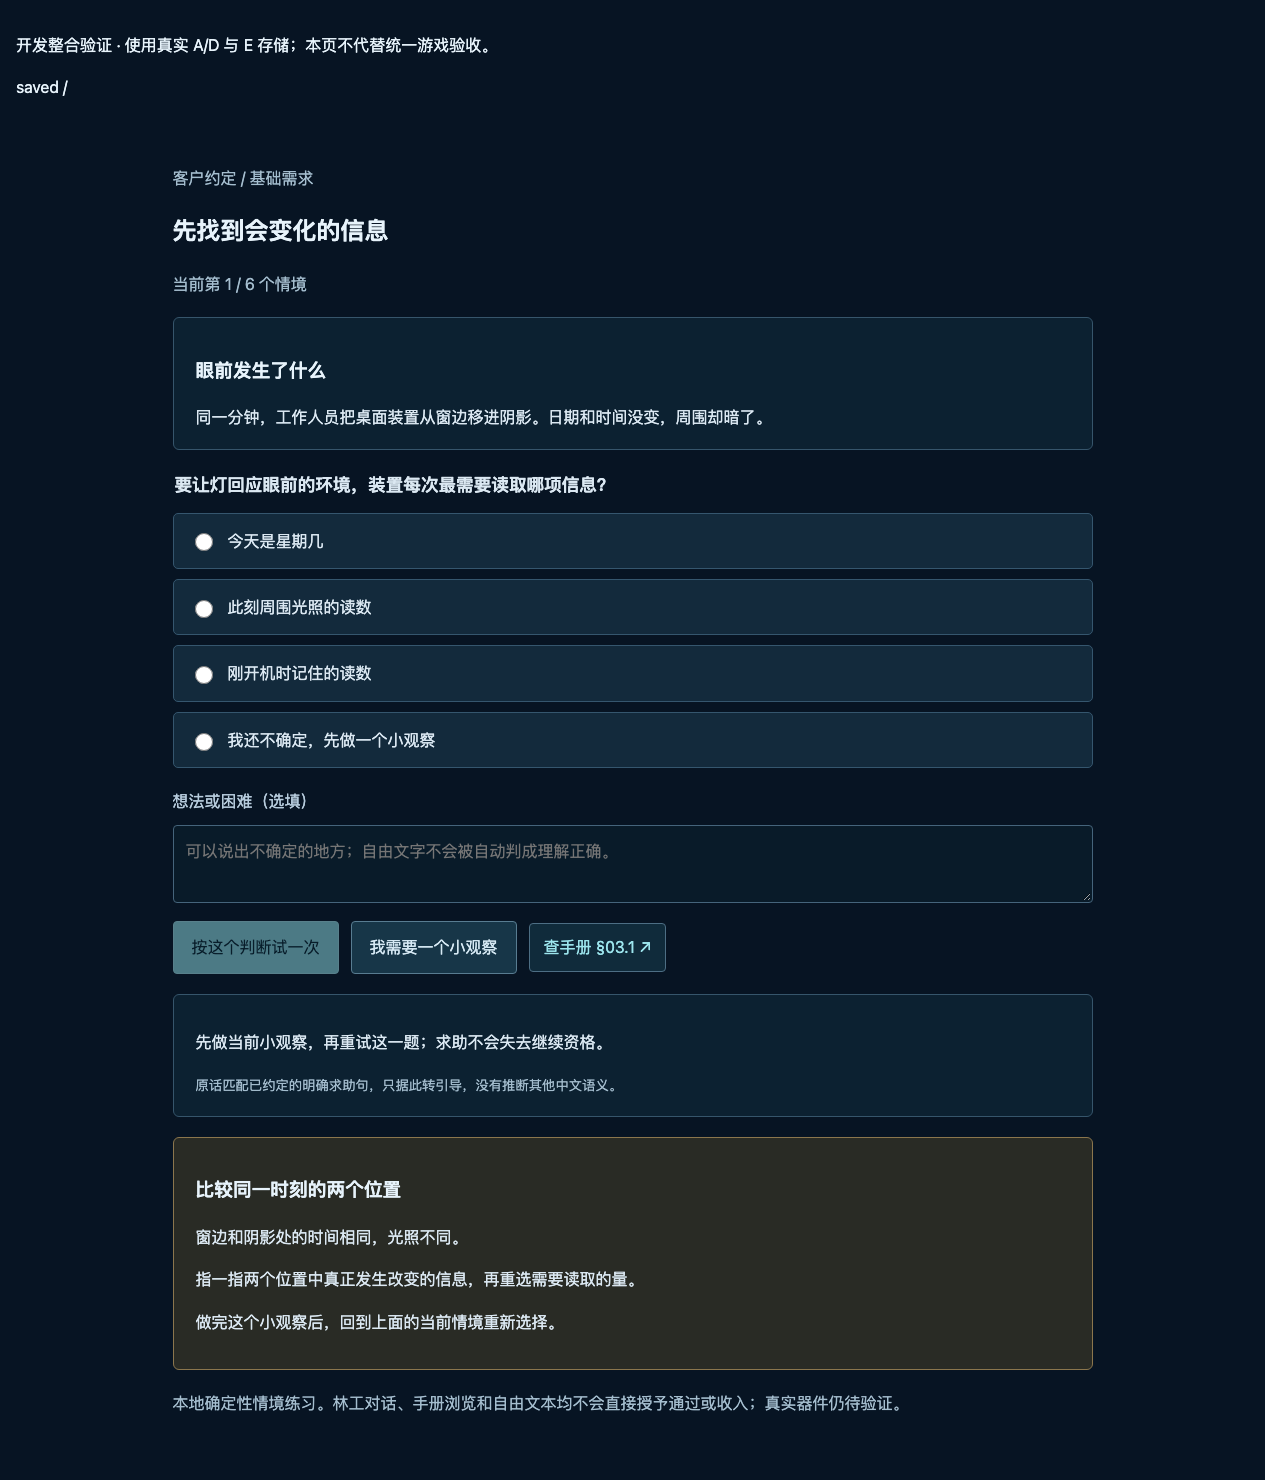 开发整合验证 · 使用真实 A/D 与 E 存储；本页不代替统一游戏验收。
saved /
客户约定 / 基础需求
先找到会变化的信息
当前第 1 / 6 个情境
眼前发生了什么
同一分钟，工作人员把桌面装置从窗边移进阴影。日期和时间没变，周围却暗了。
要让灯回应眼前的环境，装置每次最需要读取哪项信息？
今天是星期几
此刻周围光照的读数
刚开机时记住的读数
我还不确定，先做一个小观察
想法或困难（选填）
可以说出不确定的地方；自由文字不会被自动判成理解正确。
按这个判断试一次
我需要一个小观察
查手册 §03.1 ↗
先做当前小观察，再重试这一题；求助不会失去继续资格。
原话匹配已约定的明确求助句，只据此转引导，没有推断其他中文语义。
比较同一时刻的两个位置
窗边和阴影处的时间相同，光照不同。
指一指两个位置中真正发生改变的信息，再重选需要读取的量。
做完这个小观察后，回到上面的当前情境重新选择。
本地确定性情境练习。林工对话、手册浏览和自由文本均不会直接授予通过或收入；真实器件仍待验证。